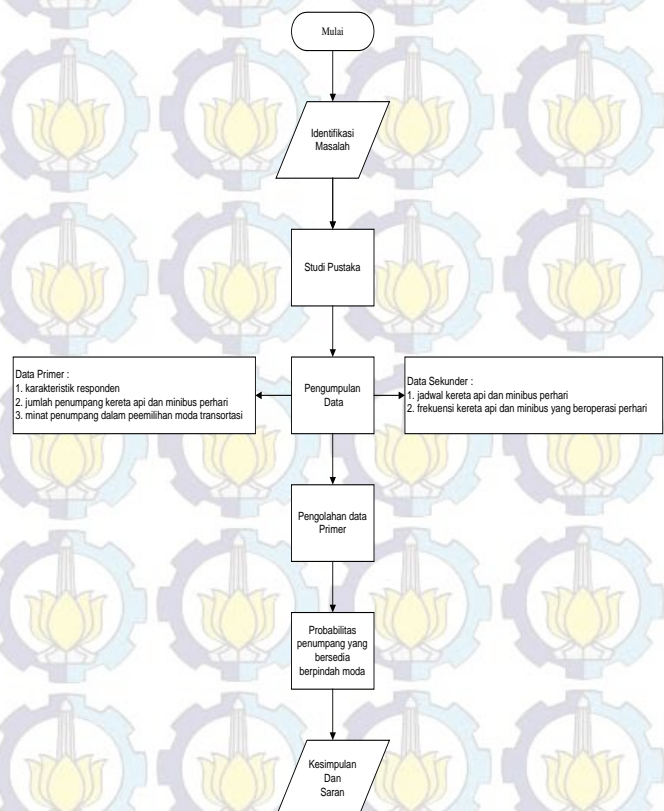 Mulai
Identifikasi
Masalah
Studi Pustaka
Data Primer :
1. karakteristik responden
2. jumlah penumpang kereta api dan minibus perhari
3. minat penumpang dalam peemilihan moda transortasi
Pengumpulan
Data
Data Sekunder :
1. jadwal kereta api dan minibus perhari
2. frekuensi kereta api dan minibus yang beroperasi perhari
Pengolahan data
Primer
Probabilitas
penumpang yang
bersedia
berpindah moda
Kesimpulan
Dan
Saran